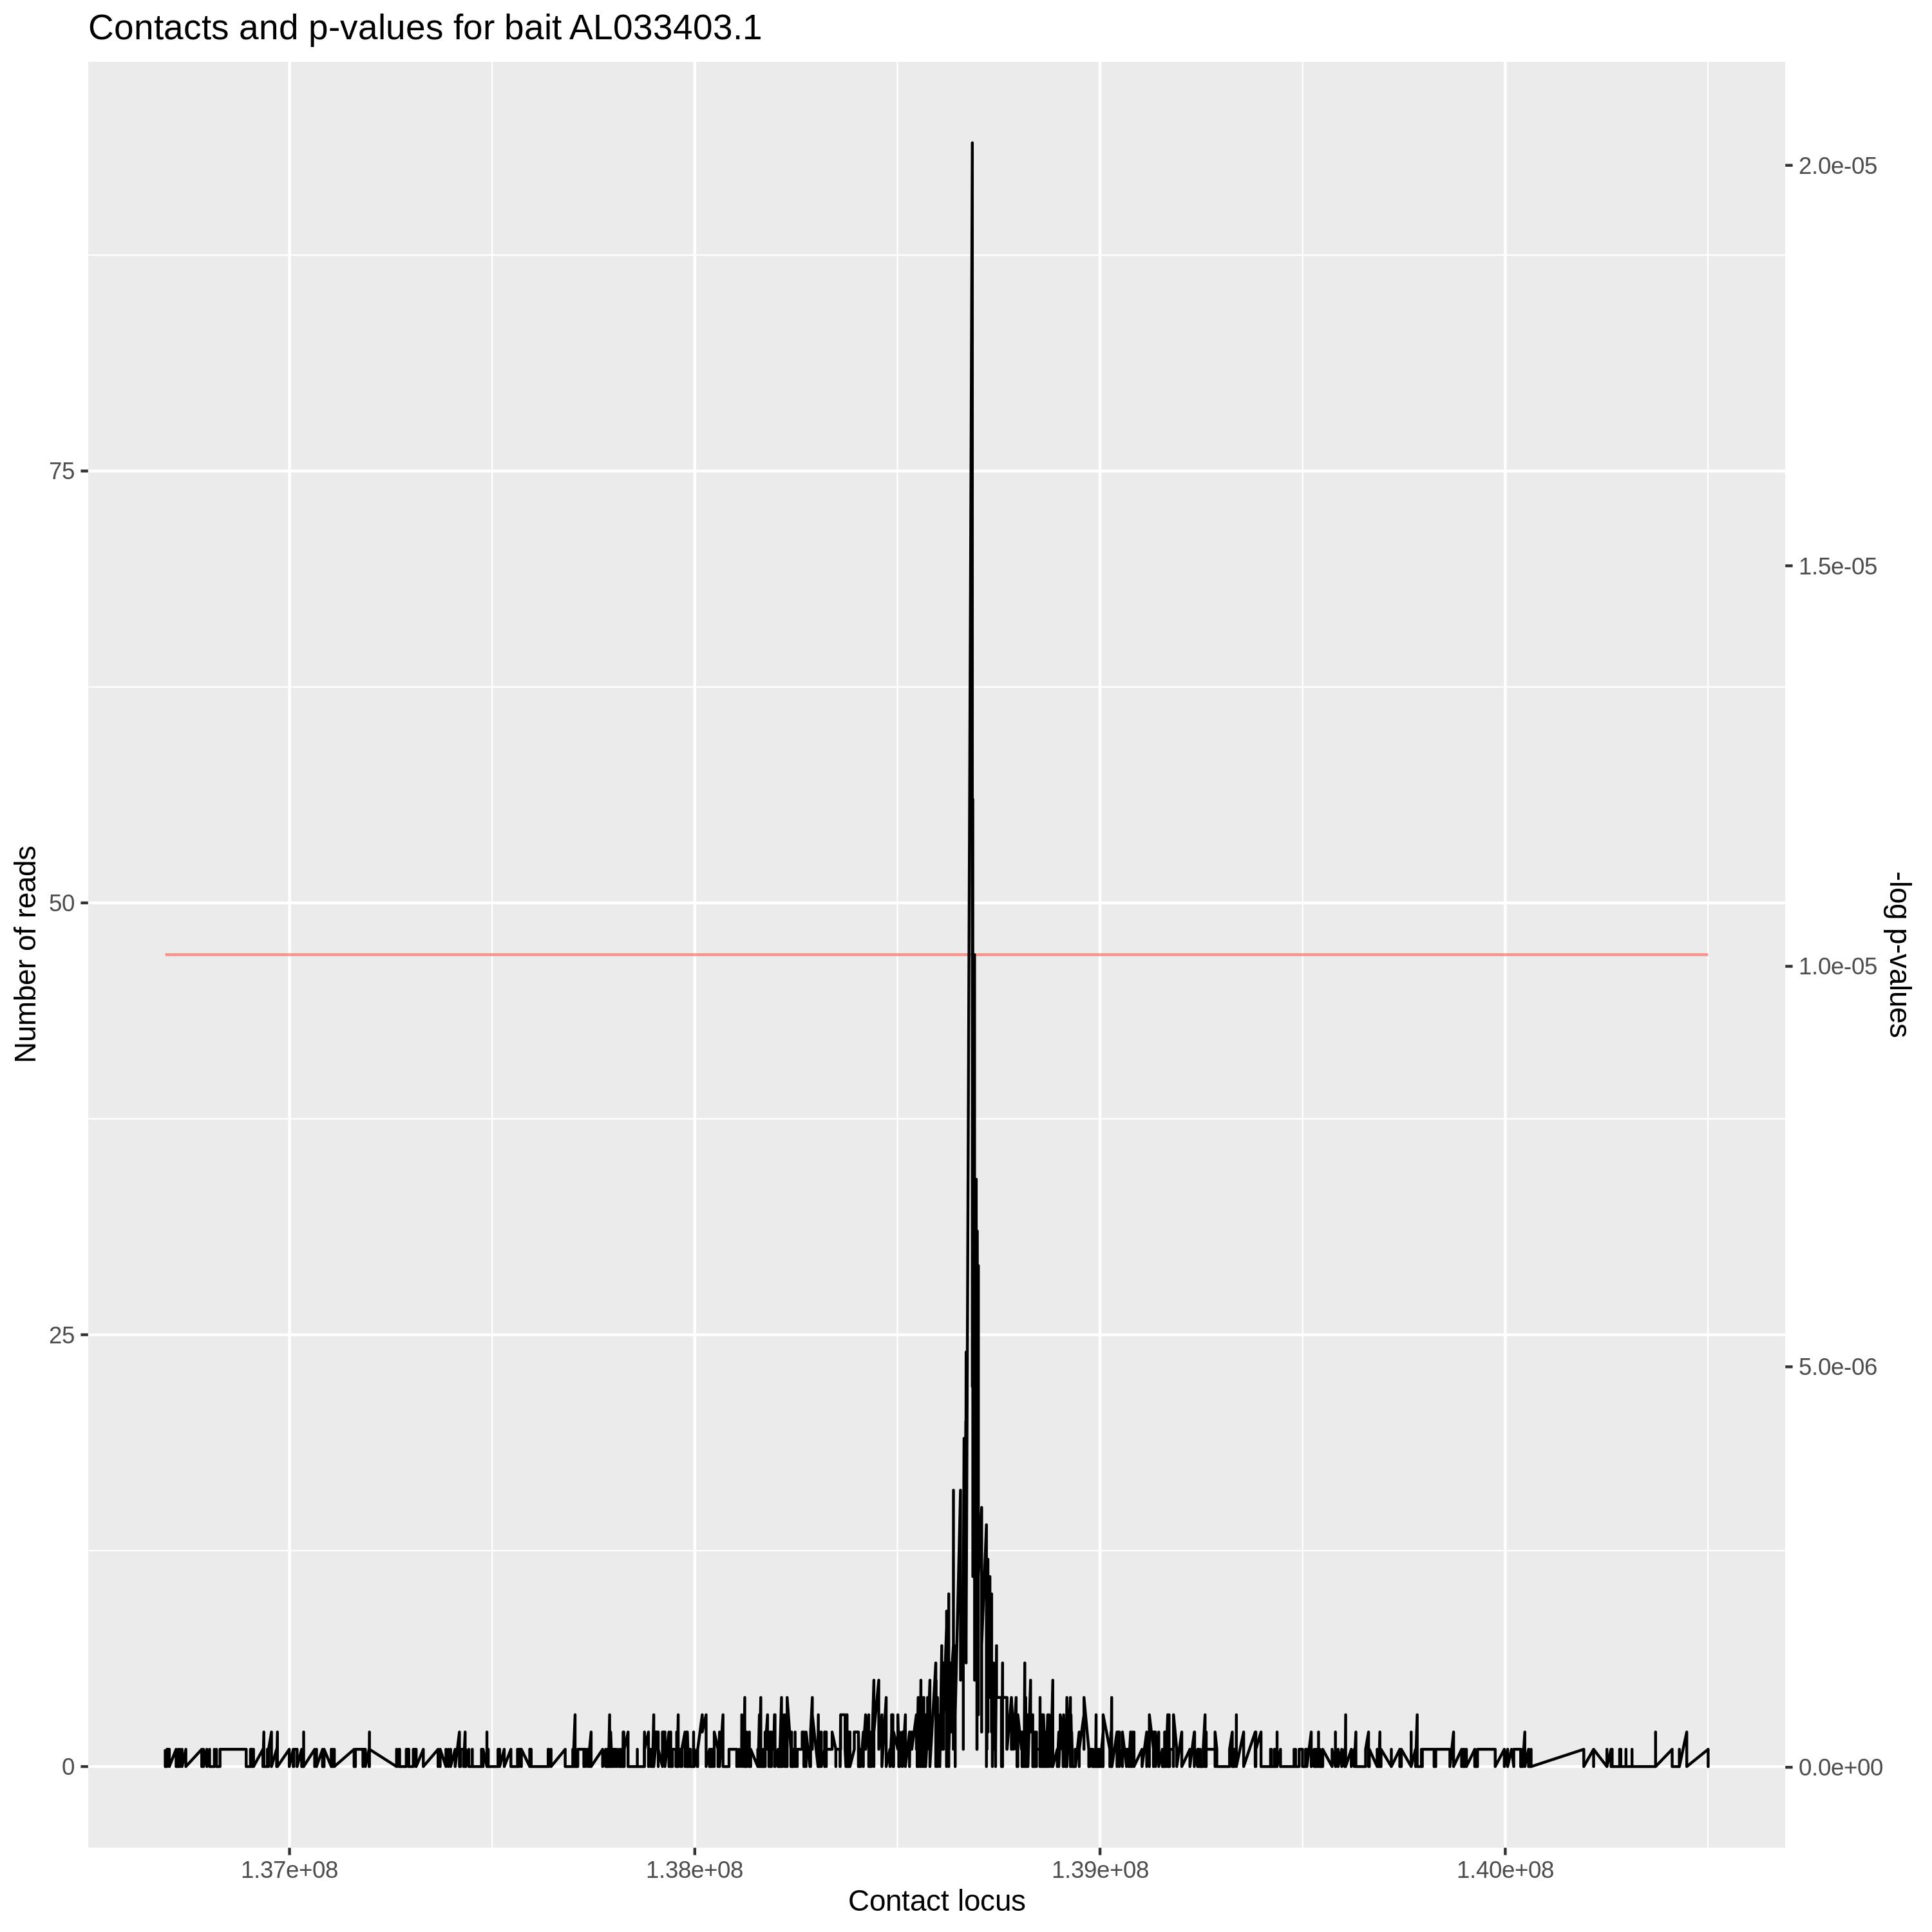 Contacts and p-values for bait AL033403.1
Number of reads
75
50
25
0
2.0e-05
1.5e-05
1.0e-05
5.0e-06
0.0e+00
-log p-values
1.37e+08
1.38e+08
1.39e+08
1.40e+08
Contact locus